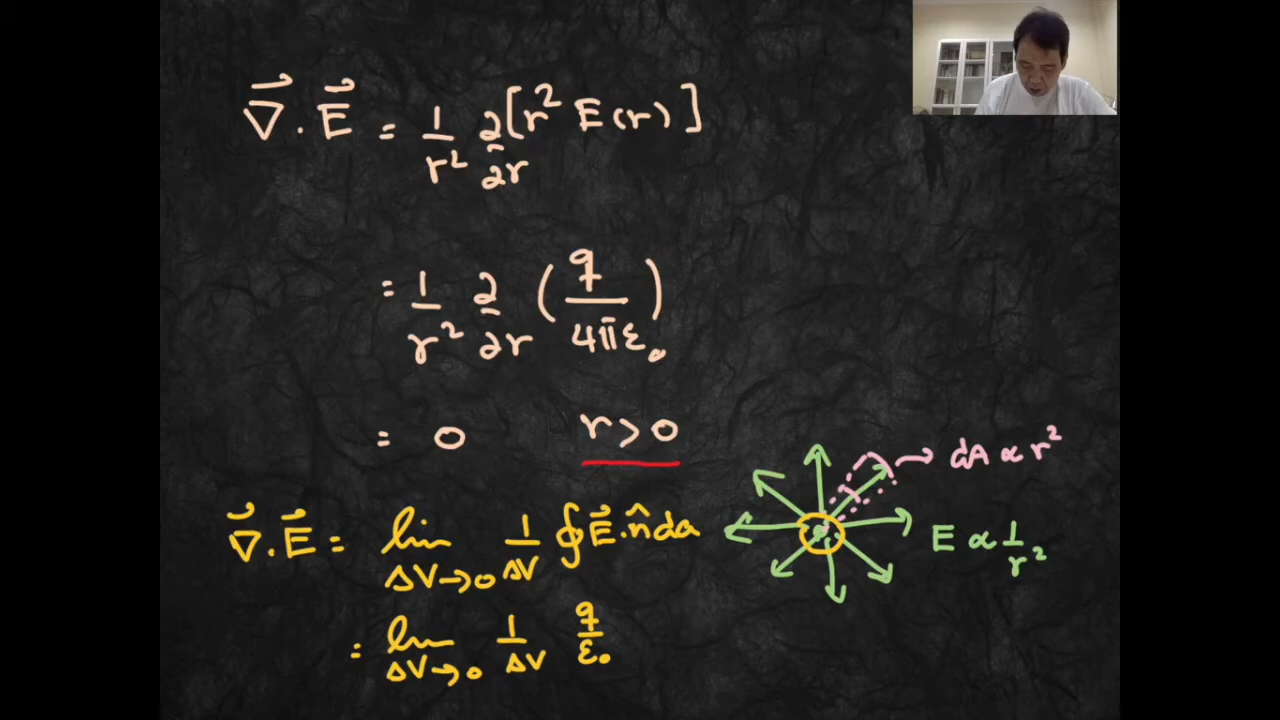 ∇⃗ · E⃗ = 1/r² ∂/∂r [r² E(r)]
= 1/r² ∂/∂r (q/4πε₀)
= 0 r > 0
∇⃗ · E⃗ = lim ΔV→0 1/ΔV ∮ E⃗ · n̂ da
= lim ΔV→0 1/ΔV q/ε₀
dA ∝ r²
E ∝ 1/r²